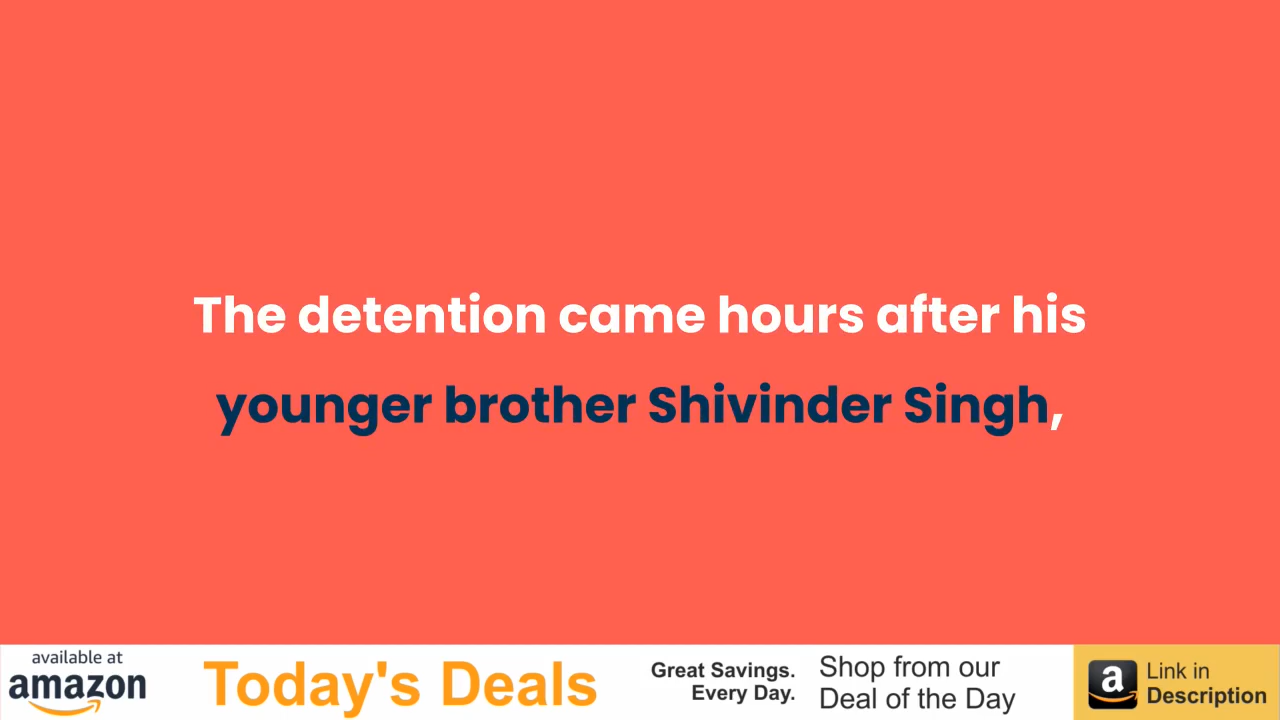 The detention came hours after his
younger brother Shivinder Singh,
available at
amazon
Today's Deals
Great Savings.
Every Day.
Shop from our
Deal of the Day
a
Link in
Description